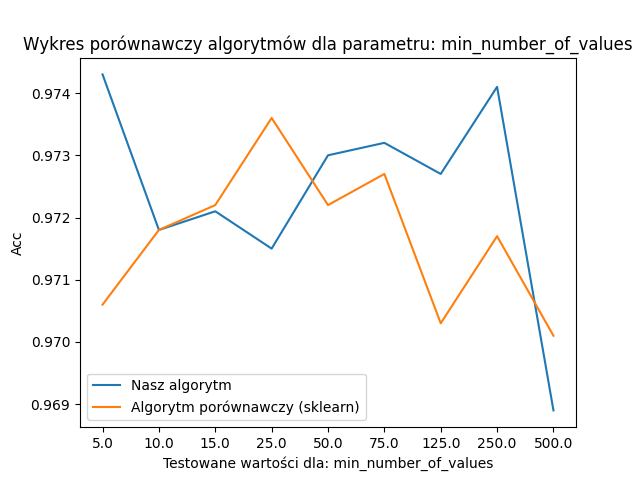 Wykres porównawczy algorytmów dla parametru: min_number_of_values
0.974
0.973
0.972
0.971
0.970
0.969
Acc
Nasz algorytm
Algorytm porównawczy (sklearn)
5.0 10.0 15.0 25.0 50.0 75.0 125.0 250.0 500.0
Testowane wartości dla: min_number_of_values